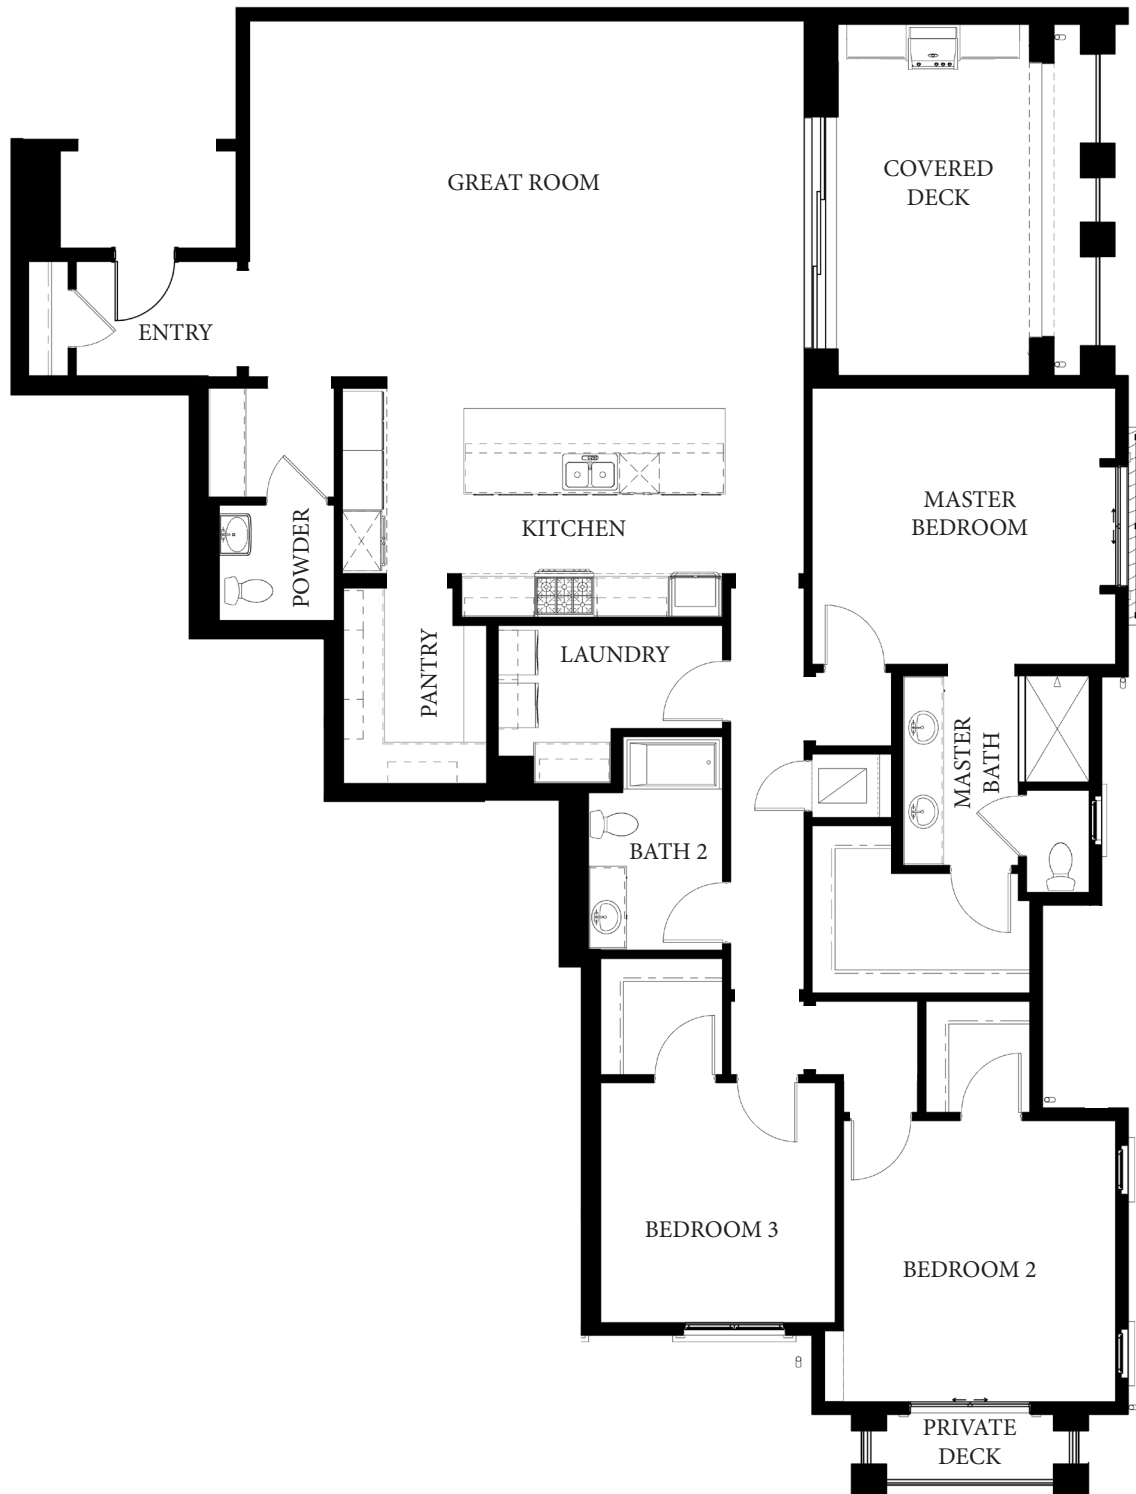 GREAT ROOM
COVERED
DECK
ENTRY
MASTER
BEDROOM
KITCHEN
POWDER
LAUNDRY
PANTRY
MASTER
BATH
BATH 2
BEDROOM 3
BEDROOM 2
PRIVATE
DECK